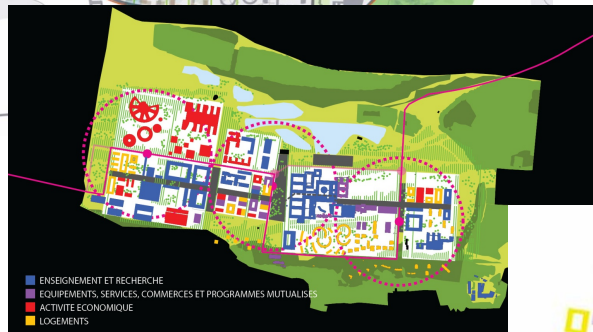 ENSEIGNEMENT ET RECHERCHE
EQUIPEMENTS, SERVICES, COMMERCES ET PROGRAMMES MUTUALISES
ACTIVITE ECONOMIQUE
LOGEMENTS